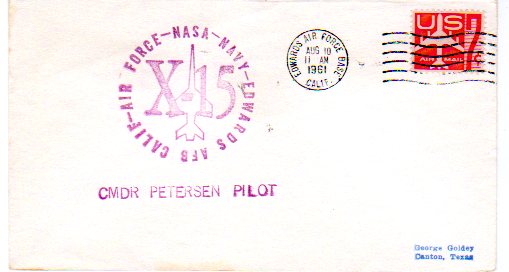 AIR FORCE-NASA-NAVY-EDWARDS AFB CALIF-
X-15
EDWARDS AIR FORCE BASE
AUG 10
11 AM
1961
CALIF.
US
AIR MAIL
7c
CMDR PETERSEN PILOT
George Goldey
Canton, Texas